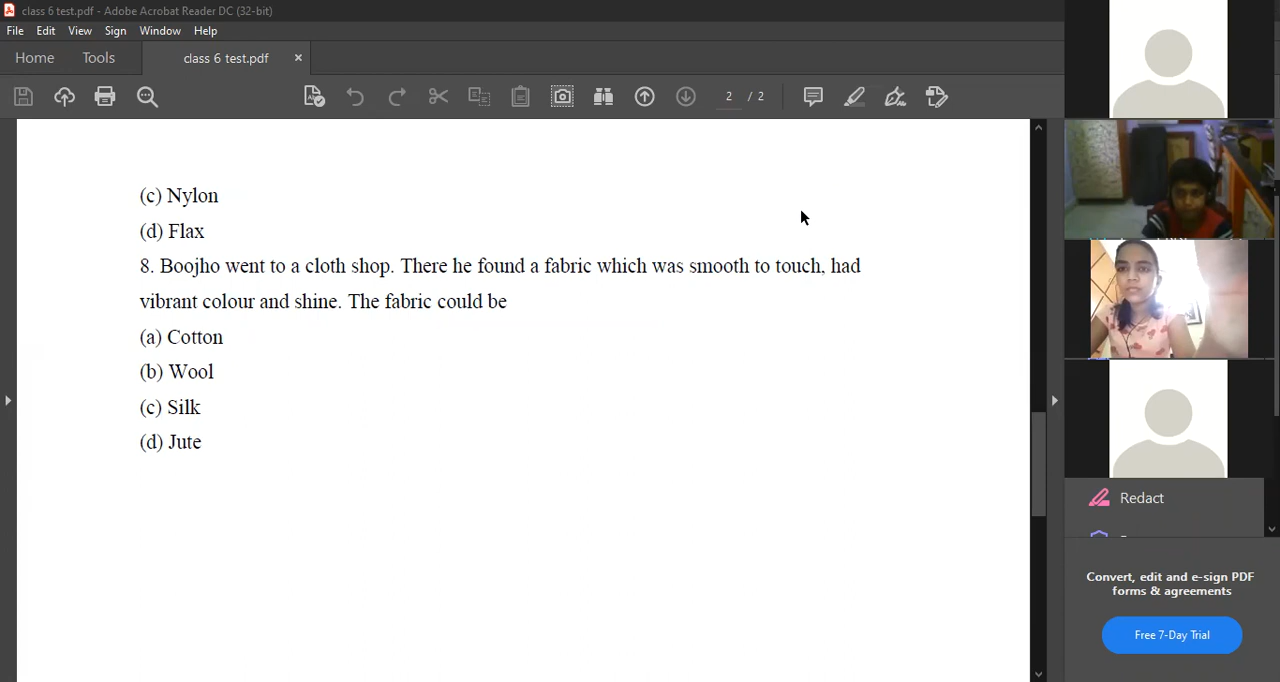 class 6 test.pdf - Adobe Acrobat Reader DC (32-bit)
File Edit View Sign Window Help
Home Tools class 6 test.pdf ×
2 / 2
(c) Nylon
(d) Flax
8. Boojho went to a cloth shop. There he found a fabric which was smooth to touch, had
vibrant colour and shine. The fabric could be
(a) Cotton
(b) Wool
(c) Silk
(d) Jute
Redact
Convert, edit and e-sign PDF
forms & agreements
Free 7-Day Trial